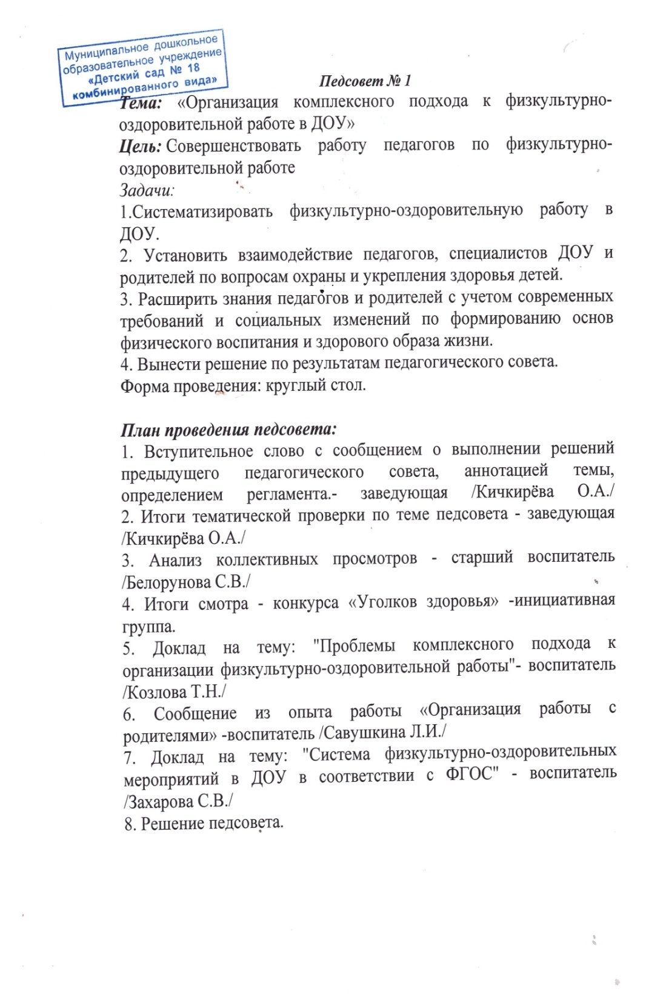 Муниципальное дошкольное
образовательное учреждение
«Детский сад № 18
комбинированного вида»
Педсовет № 1
Тема: «Организация комплексного подхода к физкультурно-
оздоровительной работе в ДОУ»
Цель: Совершенствовать работу педагогов по физкультурно-
оздоровительной работе
Задачи:
1.Систематизировать физкультурно-оздоровительную работу в
ДОУ.
2. Установить взаимодействие педагогов, специалистов ДОУ и
родителей по вопросам охраны и укрепления здоровья детей.
3. Расширить знания педагогов и родителей с учетом современных
требований и социальных изменений по формированию основ
физического воспитания и здорового образа жизни.
4. Вынести решение по результатам педагогического совета.
Форма проведения: круглый стол.
План проведения педсовета:
1. Вступительное слово с сообщением о выполнении решений
предыдущего педагогического совета, аннотацией темы,
определением регламента.- заведующая /Кичкирёва О.А./
2. Итоги тематической проверки по теме педсовета - заведующая
/Кичкирёва О.А./
3. Анализ коллективных просмотров - старший воспитатель
/Белорунова С.В./
4. Итоги смотра - конкурса «Уголков здоровья» -инициативная
группа.
5. Доклад на тему: "Проблемы комплексного подхода к
организации физкультурно-оздоровительной работы"- воспитатель
/Козлова Т.Н./
6. Сообщение из опыта работы «Организация работы с
родителями» -воспитатель /Савушкина Л.И./
7. Доклад на тему: "Система физкультурно-оздоровительных
мероприятий в ДОУ в соответствии с ФГОС" - воспитатель
/Захарова С.В./
8. Решение педсовета.